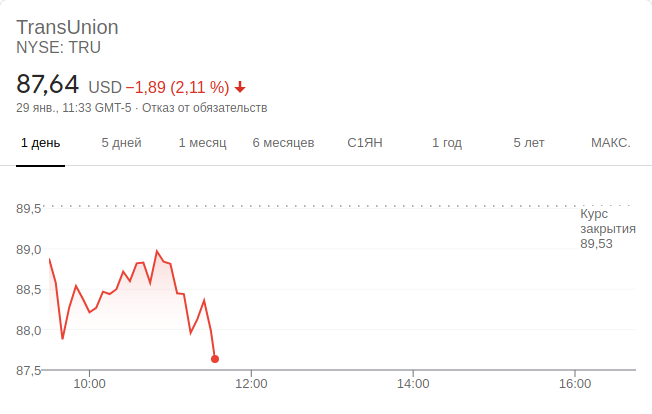 TransUnion
NYSE: TRU
87,64 USD −1,89 (2,11 %)
29 янв., 11:33 GMT-5 · Отказ от обязательств
1 день 5 дней 1 месяц 6 месяцев С1ЯН 1 год 5 лет МАКС.
89,5
Курс
закрытия
89,53
89,0
88,5
88,0
87,5
10:00 12:00 14:00 16:00